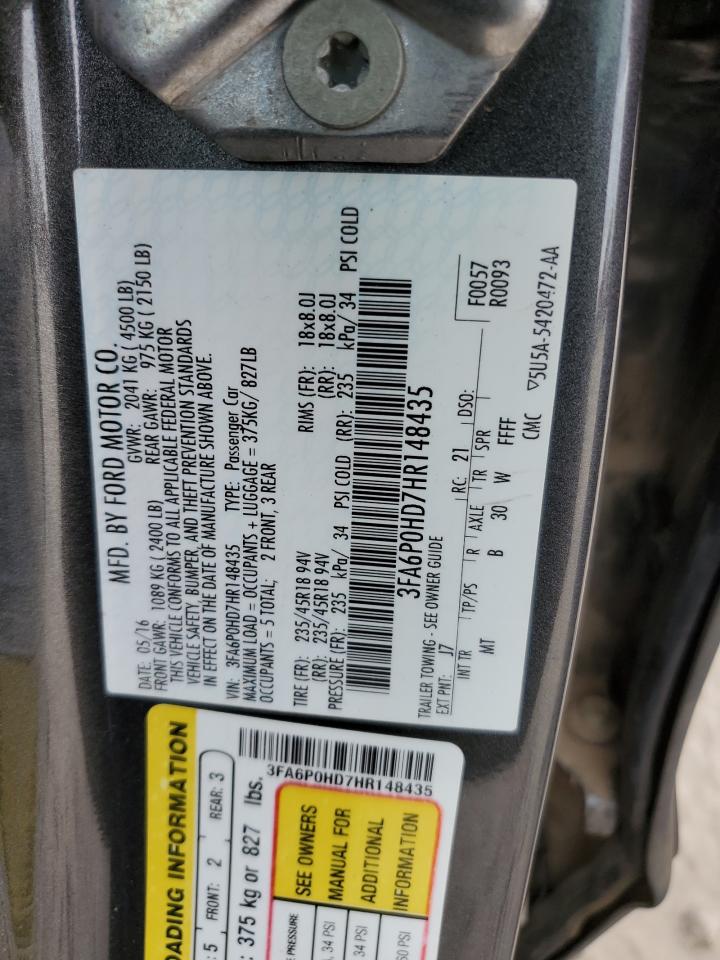 MFD. BY FORD MOTOR CO.
DATE: 05/16 GVWR: 2041 KG ( 4500 LB)
FRONT GAWR: 1089 KG ( 2400 LB) REAR GAWR: 975 KG ( 2150 LB)
THIS VEHICLE CONFORMS TO ALL APPLICABLE FEDERAL MOTOR
VEHICLE SAFETY, BUMPER, AND THEFT PREVENTION STANDARDS
IN EFFECT ON THE DATE OF MANUFACTURE SHOWN ABOVE.
VIN: 3FA6P0HD7HR148435 TYPE: Passenger Car
MAXIMUM LOAD = OCCUPANTS + LUGGAGE = 375KG/ 827LB
OCCUPANTS = 5 TOTAL; 2 FRONT, 3 REAR
TIRE (FR): 235/45R18 94V RIMS (FR): 18x8.0J
(RR): 235/45R18 94V (RR): 18x8.0J
PRESSURE (FR): 235 kPa/ 34 PSI COLD (RR): 235 kPa/ 34 PSI COLD
3FA6P0HD7HR148435
TRAILER TOWING - SEE OWNER GUIDE
EXT PNT: J7 RC: 21 DSO: F0057
R0093
INT TR TP/PS R AXLE TR SPR
MT B 30 W FFFF
CMC ▽5U5A-5420472-AA
OADING INFORMATION
: 5 FRONT: 2 REAR: 3
: 375 kg or 827 lbs.
3FA6P0HD7HR148435
SEE OWNERS
MANUAL FOR
ADDITIONAL
INFORMATION
PRESSURE
, 34 PSI
34 PSI
60 PSI